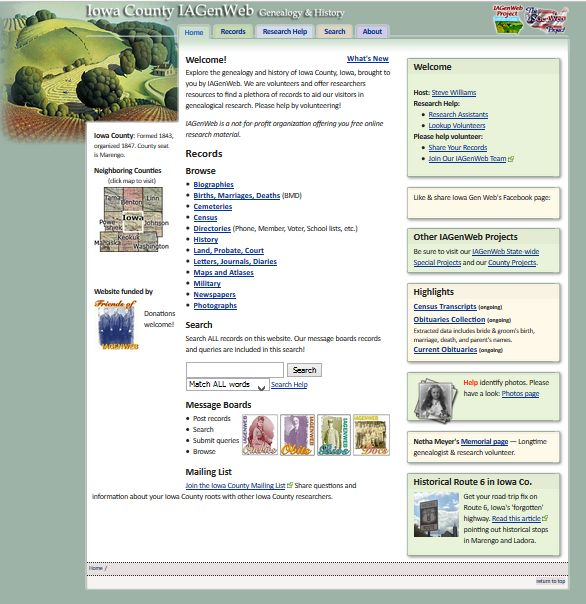 Iowa County IAGenWeb Genealogy & History
IAGenWeb
Project
Home
Records
Research Help
Search
About
Welcome!
What's New
Explore the genealogy and history of Iowa County, Iowa, brought to
you by IAGenWeb. We are volunteers and offer researchers
resources to find a plethora of records to aid our visitors in
genealogical research. Please help by volunteering!
IAGenWeb is a not for profit organization offering you free online
research material.
Iowa County: Formed 1843,
organized 1847. County seat
is Marengo.
Neighboring Counties
(click map to visit)
Tama
Benton
Linn
Iowa
Keokuk
Washington
Website funded by
Friends of
IAGENWEB
Donations
welcome!
Records
Browse
• Biographies
• Births, Marriages, Deaths (BMD)
• Cemeteries
• Census
• Directories (Phone, Member, Voter, School lists, etc.)
• History
• Land, Probate, Court
• Letters, Journals, Diaries
• Maps and Atlases
• Military
• Newspapers
• Photographs
Search
Search ALL records on this website. Our message boards records
and queries are included in this search!
Search
Match ALL words
Search Help
Message Boards
• Post records
• Search
• Submit queries
• Browse
Mailing List
Join the Iowa County Mailing List Share questions and
information about your Iowa County roots with other Iowa County researchers.
Welcome
Host: Steve Williams
Research Help:
• Research Assistants
• Lookup Volunteers
Please help volunteer:
• Share Your Records
• Join Our IAGenWeb Team
Like & share Iowa Gen Web's Facebook page:
Other IAGenWeb Projects
Be sure to visit our IAGenWeb State-wide
Special Projects and our County Projects.
Highlights
Census Transcripts (ongoing)
Obituaries Collection (ongoing)
Extracted data includes bride & groom's birth,
marriage, death, and parent's names.
Current Obituaries (ongoing)
Help identify photos. Please
have a look: Photos page
Netha Meyer's Memorial page — Longtime
genealogist & research volunteer.
Historical Route 6 in Iowa Co.
Get your road-trip fix on
Route 6, Iowa's 'forgotten'
highway. Read this article
pointing out historical stops
in Marengo and Ladora.
Home /
return to top